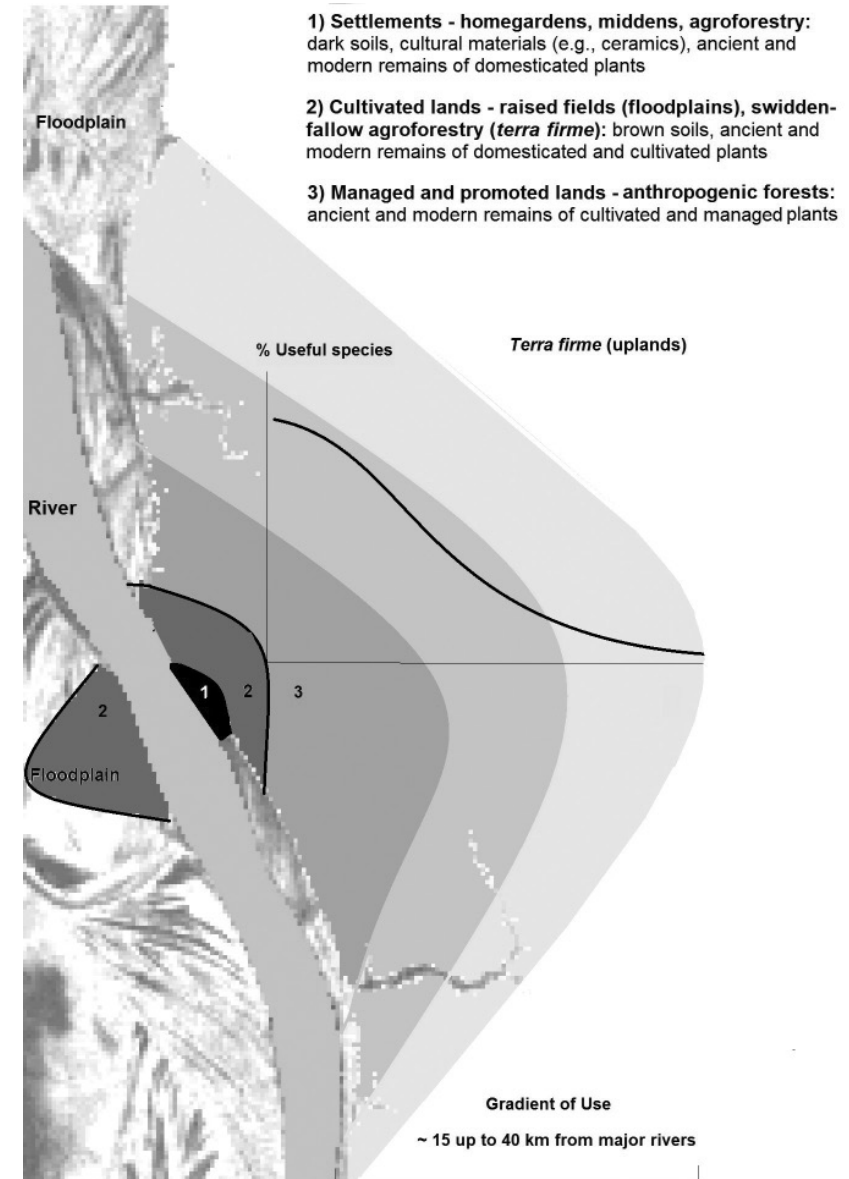 1) Settlements - homegardens, middens, agroforestry:
dark soils, cultural materials (e.g., ceramics), ancient and
modern remains of domesticated plants
2) Cultivated lands - raised fields (floodplains), swidden-
fallow agroforestry (terra firme): brown soils, ancient and
modern remains of domesticated and cultivated plants
3) Managed and promoted lands - anthropogenic forests:
ancient and modern remains of cultivated and managed plants
Floodplain
% Useful species
Terra firme (uplands)
River
1
2
3
2
Floodplain
Gradient of Use
~ 15 up to 40 km from major rivers